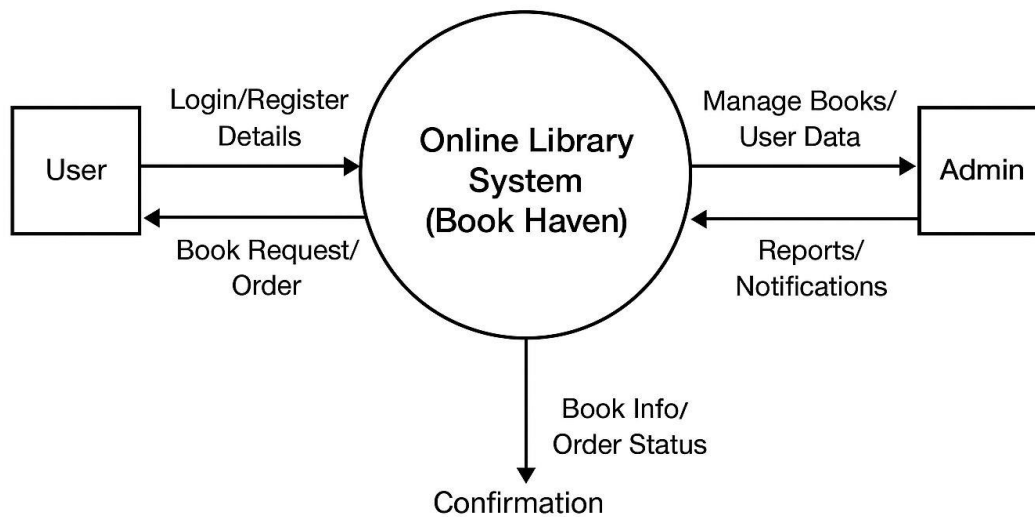 User
Login/Register
Details
Book Request/
Order
Online Library
System
(Book Haven)
Manage Books/
User Data
Reports/
Notifications
Admin
Book Info/
Order Status
Confirmation